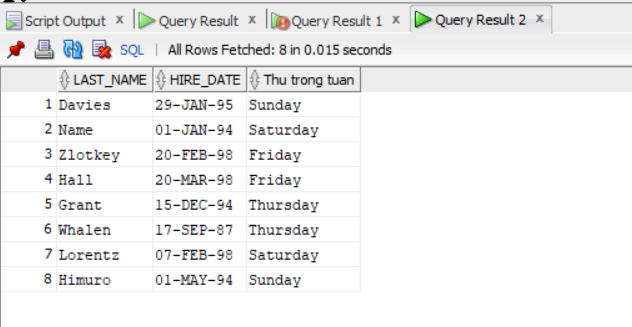 Script Output x Query Result x Query Result 1 x Query Result 2 x
SQL | All Rows Fetched: 8 in 0.015 seconds
LAST_NAME HIRE_DATE Thu trong tuan
1 Davies 29-JAN-95 Sunday
2 Name 01-JAN-94 Saturday
3 Zlotkey 20-FEB-98 Friday
4 Hall 20-MAR-98 Friday
5 Grant 15-DEC-94 Thursday
6 Whalen 17-SEP-87 Thursday
7 Lorentz 07-FEB-98 Saturday
8 Himuro 01-MAY-94 Sunday